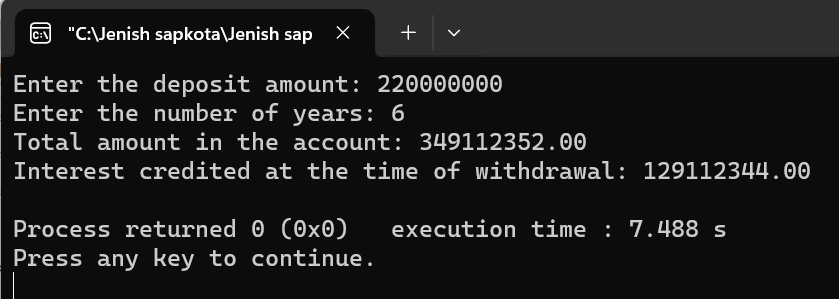 "C:\Jenish sapkota\Jenish sap
Enter the deposit amount: 220000000
Enter the number of years: 6
Total amount in the account: 349112352.00
Interest credited at the time of withdrawal: 129112344.00
Process returned 0 (0x0)   execution time : 7.488 s
Press any key to continue.